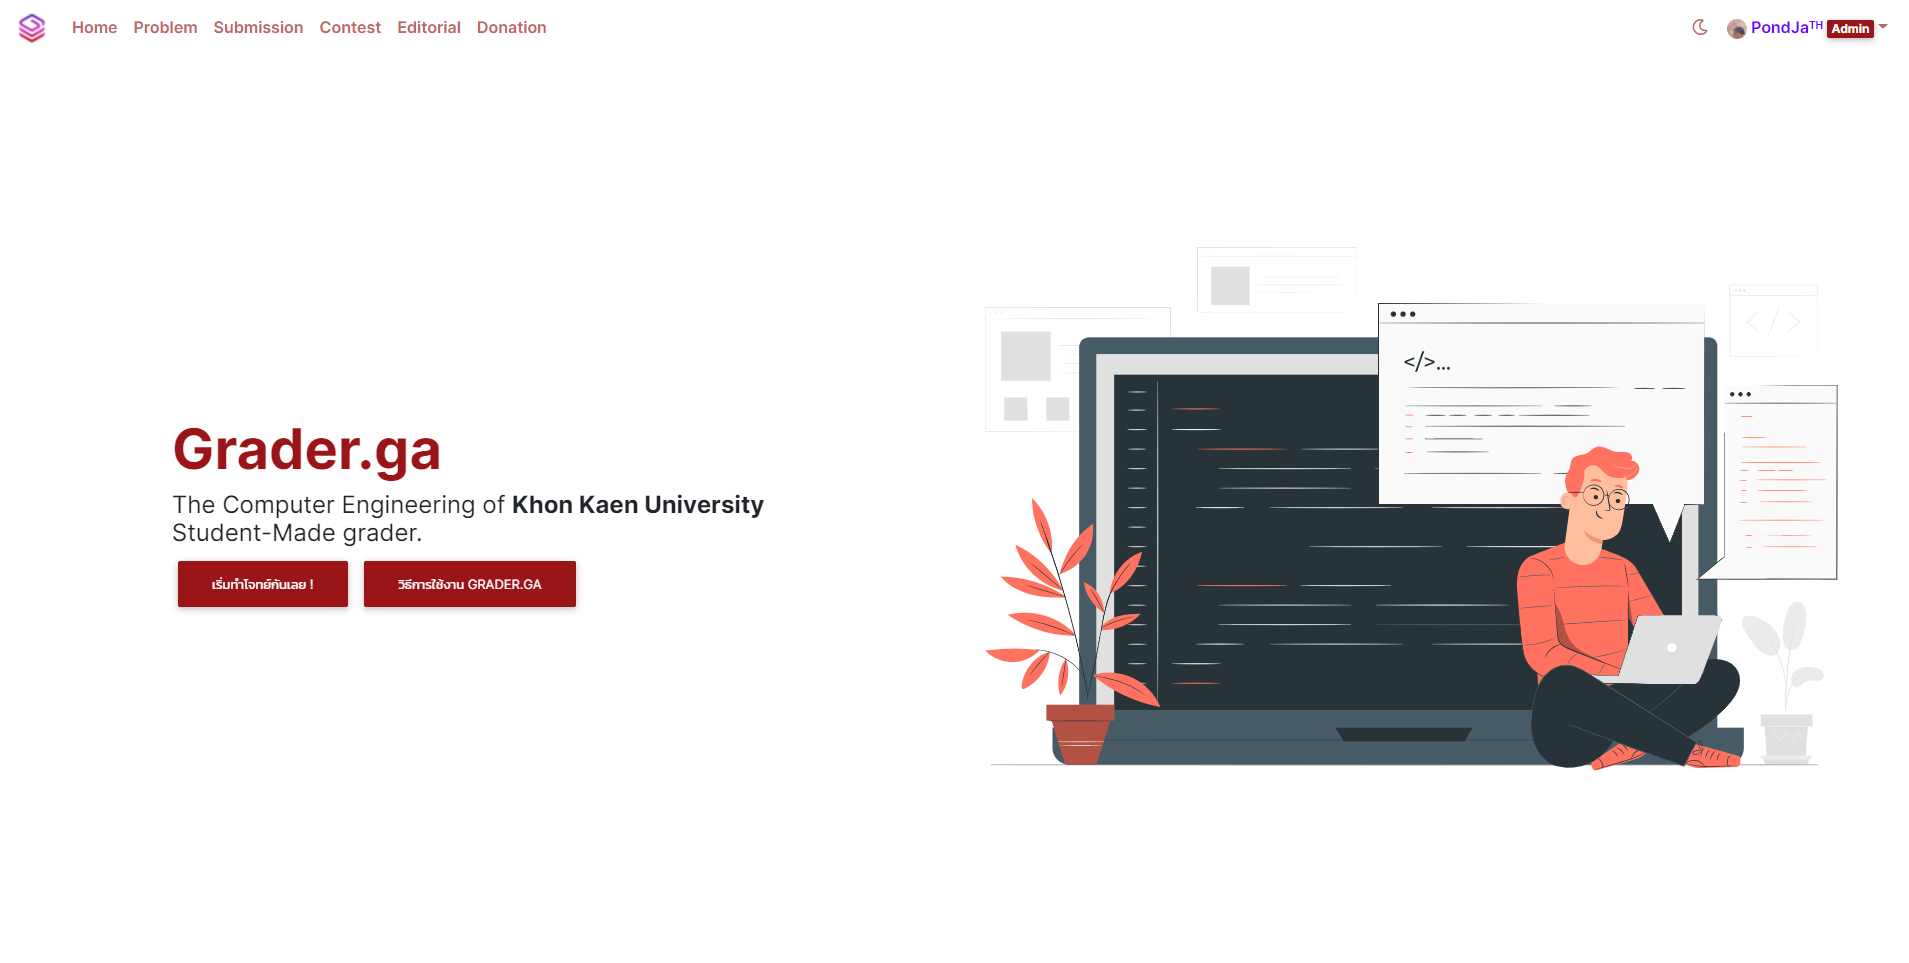 Home Problem Submission Contest Editorial Donation
PondJaTH Admin
Grader.ga
The Computer Engineering of Khon Kaen University
Student-Made grader.
เริ่มทำโจทย์กันเลย !
วิธีการใช้งาน GRADER.GA
</>...
</>